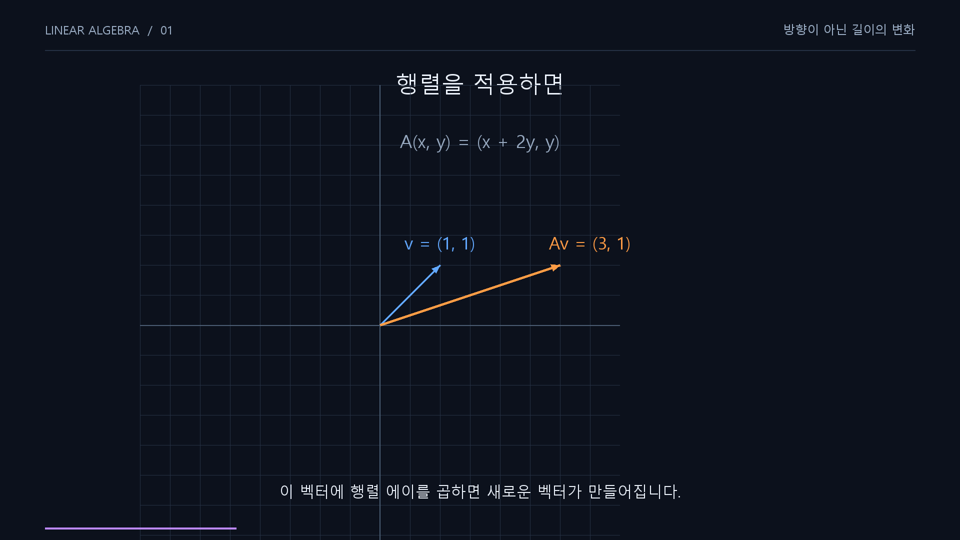 LINEAR ALGEBRA / 01
방향이 아닌 길이의 변화
행렬을 적용하면
A(x, y) = (x + 2y, y)
v = (1, 1)
Av = (3, 1)
이 벡터에 행렬 에이를 곱하면 새로운 벡터가 만들어집니다.